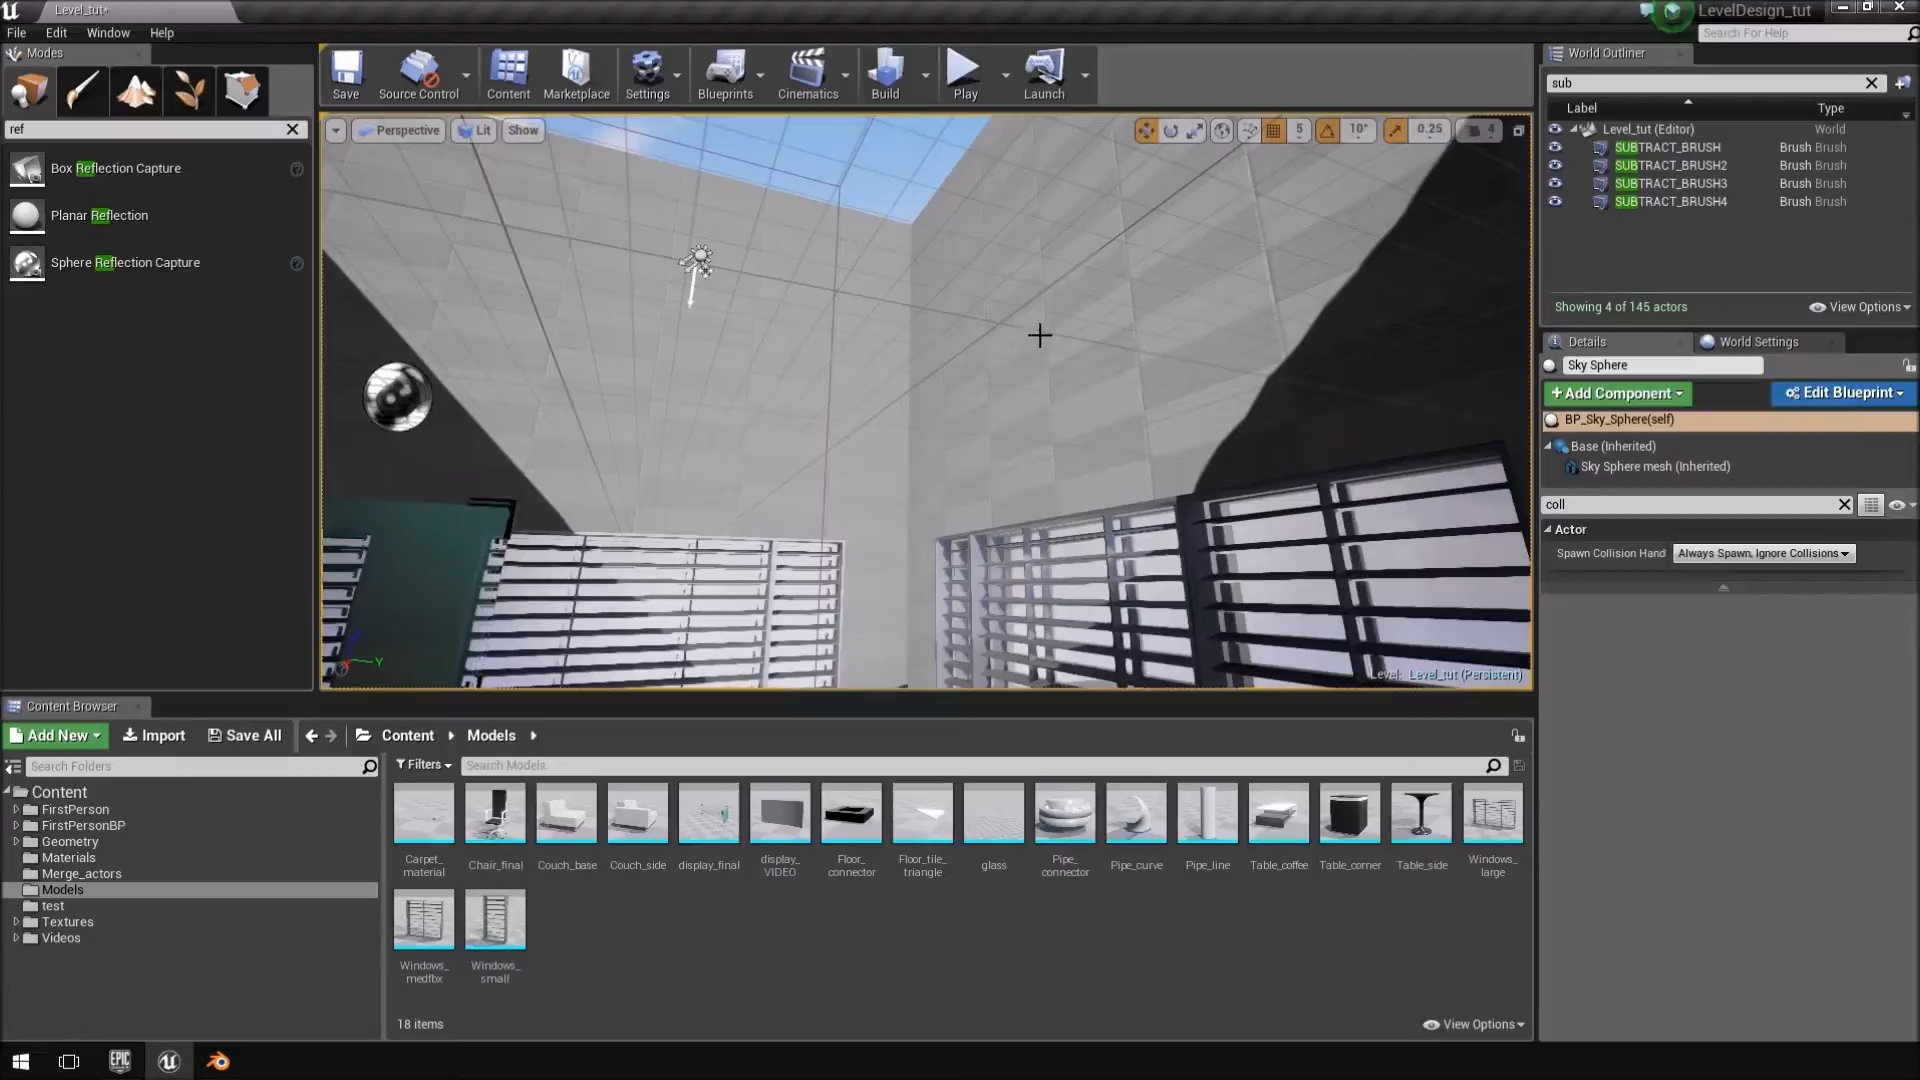 Level_tut*
LevelDesign_tut
File Edit Window Help
Search For Help
Modes
ref
Box Reflection Capture
Planar Reflection
Sphere Reflection Capture
Save
Source Control
Content
Marketplace
Settings
Blueprints
Cinematics
Build
Play
Launch
Perspective
Lit
Show
5
10°
0.25
4
Y
Level: Level_tut (Persistent)
World Outliner
sub
Label Type
Level_tut (Editor) World
SUBTRACT_BRUSH Brush Brush
SUBTRACT_BRUSH2 Brush Brush
SUBTRACT_BRUSH3 Brush Brush
SUBTRACT_BRUSH4 Brush Brush
Showing 4 of 145 actors
View Options
Details
World Settings
Sky Sphere
+Add Component
Edit Blueprint
BP_Sky_Sphere(self)
Base (Inherited)
Sky Sphere mesh (Inherited)
coll
Actor
Spawn Collision Hand
Always Spawn, Ignore Collisions
Content Browser
Add New
Import
Save All
Content
Models
Search Folders
Filters
Search Models
Content
FirstPerson
FirstPersonBP
Geometry
Materials
Merge_actors
Models
test
Textures
Videos
Carpet_
material
Chair_final
Couch_base
Couch_side
display_final
display_
VIDEO
Floor_
connector
Floor_tile_
triangle
glass
Pipe_
connector
Pipe_curve
Pipe_line
Table_coffee
Table_corner
Table_side
Windows_
large
Windows_
medfbx
Windows_
small
18 items
View Options
EPIC